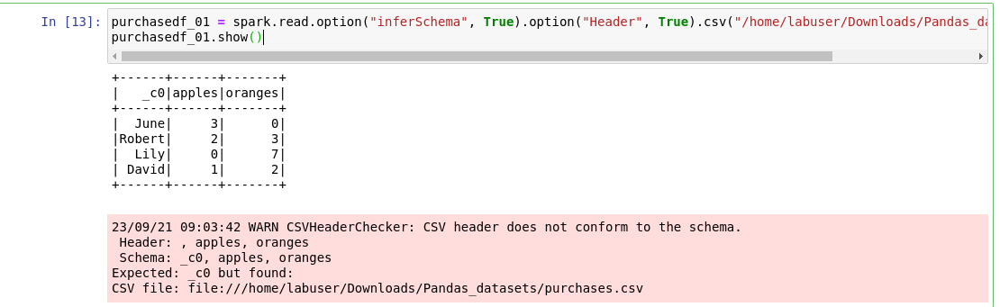 In [13]: purchasedf_01 = spark.read.option("inferSchema", True).option("Header", True).csv("/home/labuser/Downloads/Pandas_da
purchasedf_01.show()
+------+------+-------+
|   _c0|apples|oranges|
+------+------+-------+
|  June|     3|      0|
|Robert|     2|      3|
|  Lily|     0|      7|
| David|     1|      2|
+------+------+-------+
23/09/21 09:03:42 WARN CSVHeaderChecker: CSV header does not conform to the schema.
 Header: , apples, oranges
 Schema: _c0, apples, oranges
Expected: _c0 but found:
CSV file: file:///home/labuser/Downloads/Pandas_datasets/purchases.csv